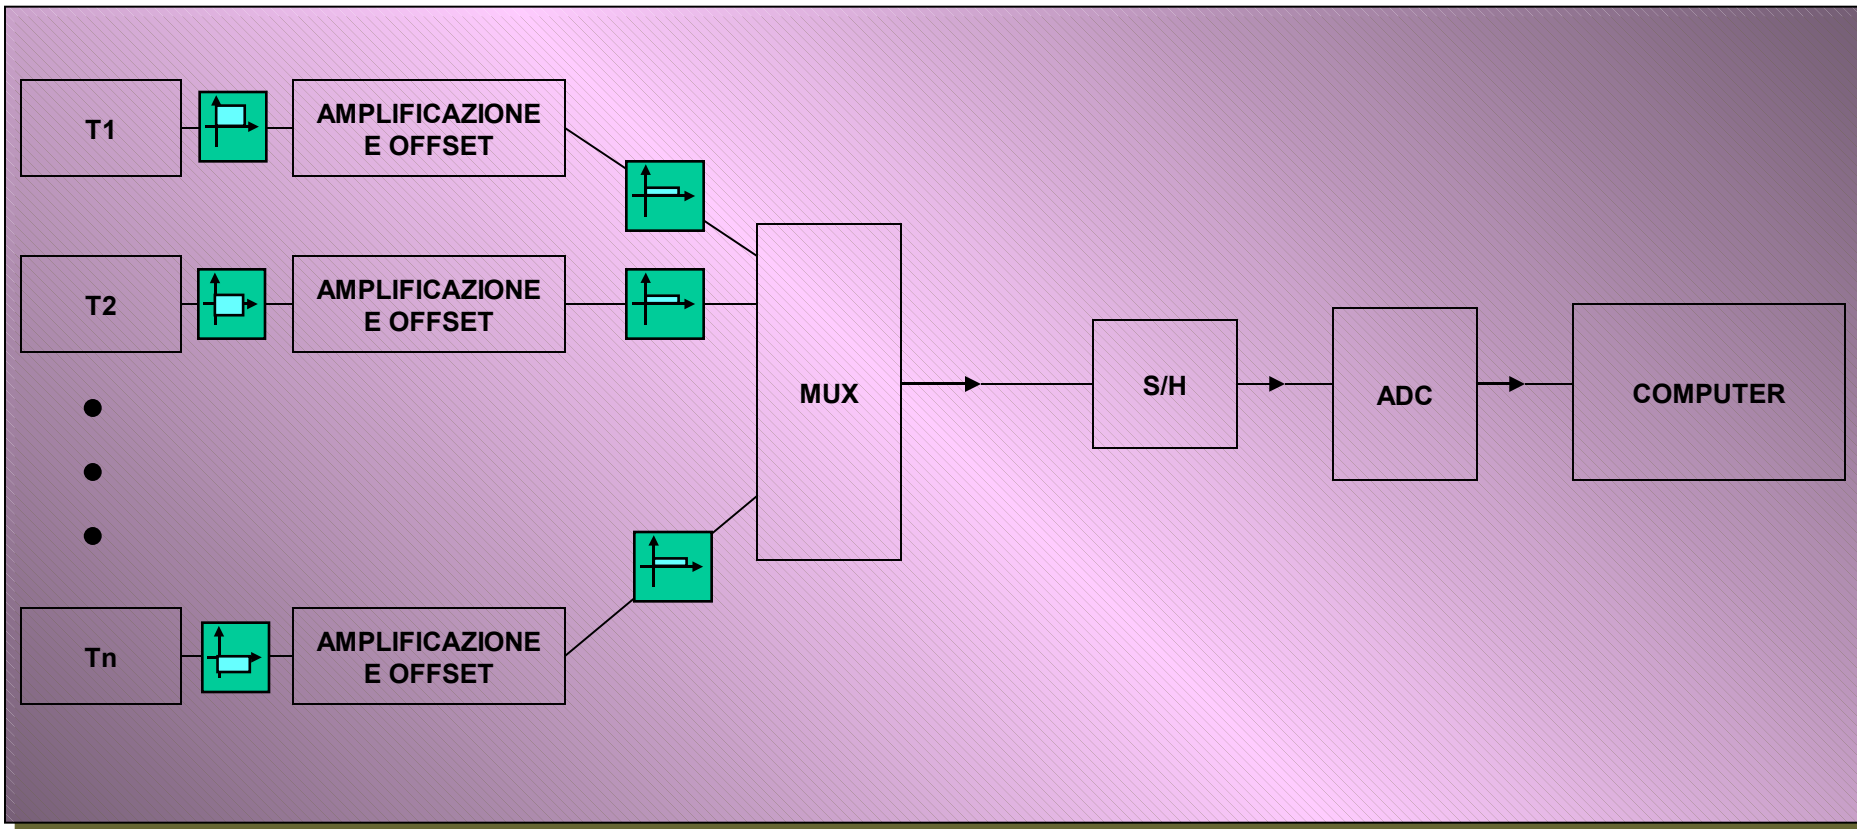 T1
AMPLIFICAZIONE
E OFFSET
T2
AMPLIFICAZIONE
E OFFSET
MUX
S/H
ADC
COMPUTER
Tn
AMPLIFICAZIONE
E OFFSET